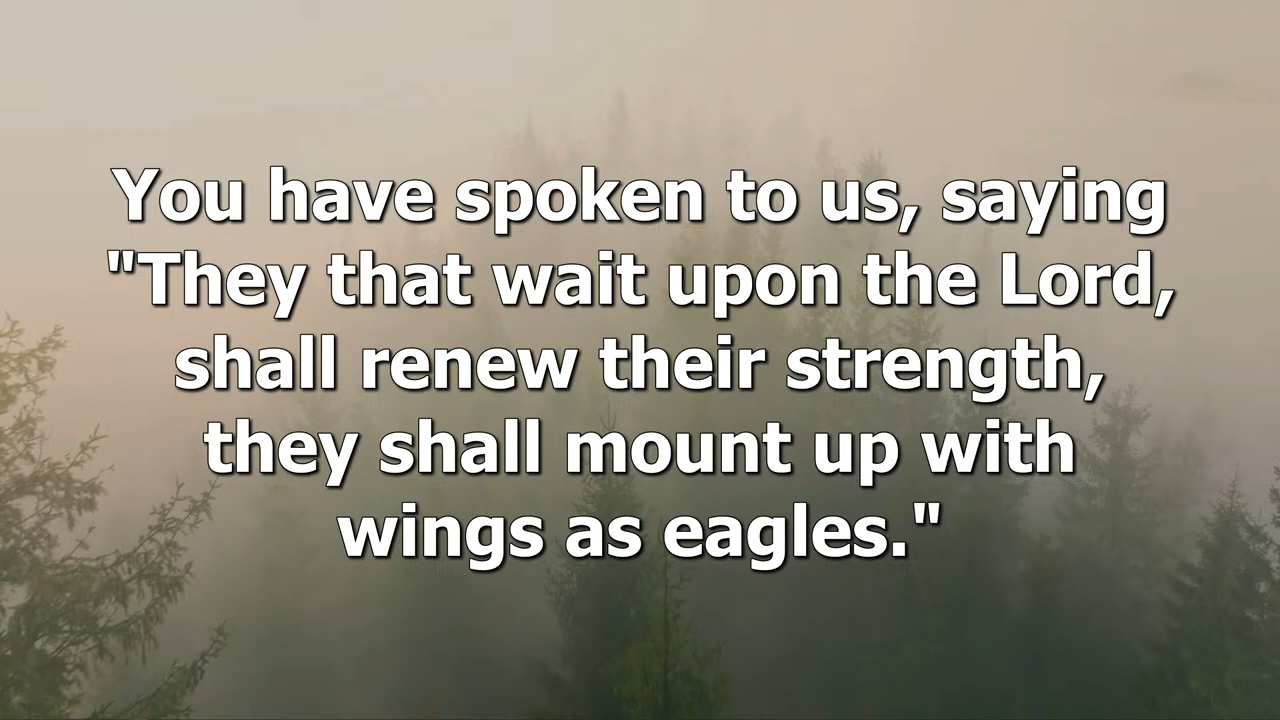 You have spoken to us, saying
"They that wait upon the Lord,
shall renew their strength,
they shall mount up with
wings as eagles."